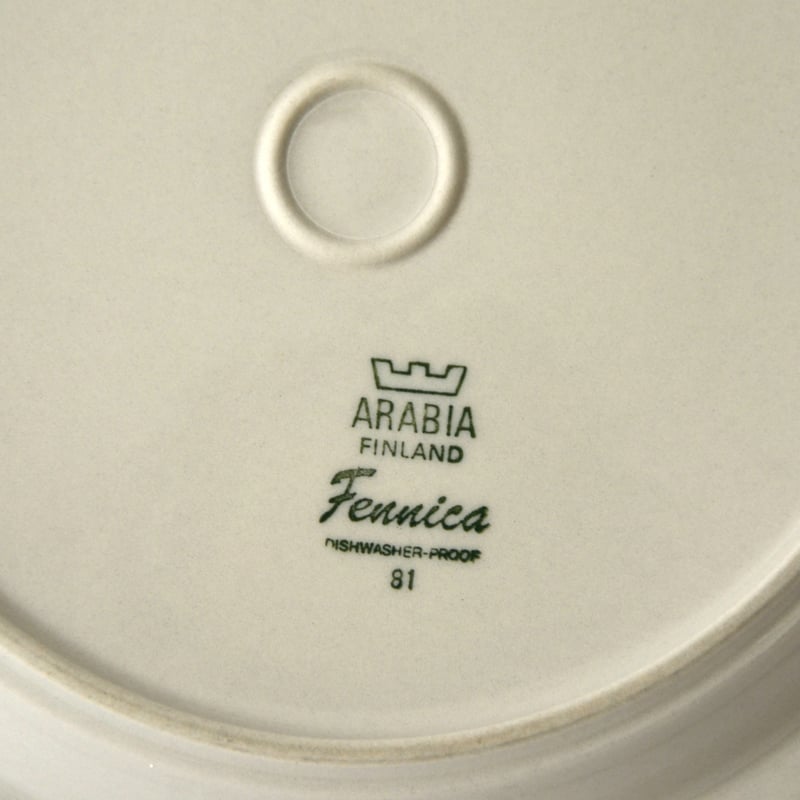 ARABIA
FINLAND
Fennica
DISHWASHER-PROOF
81